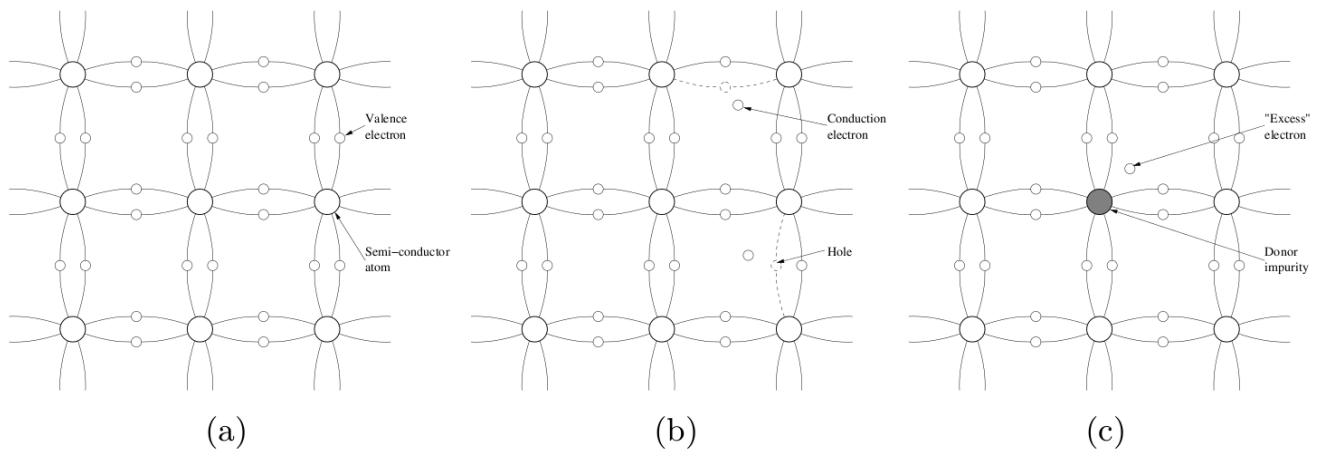 Valence
electron
Semi−conductor
atom
(a)
Conduction
electron
Hole
(b)
"Excess"
electron
Donor
impurity
(c)